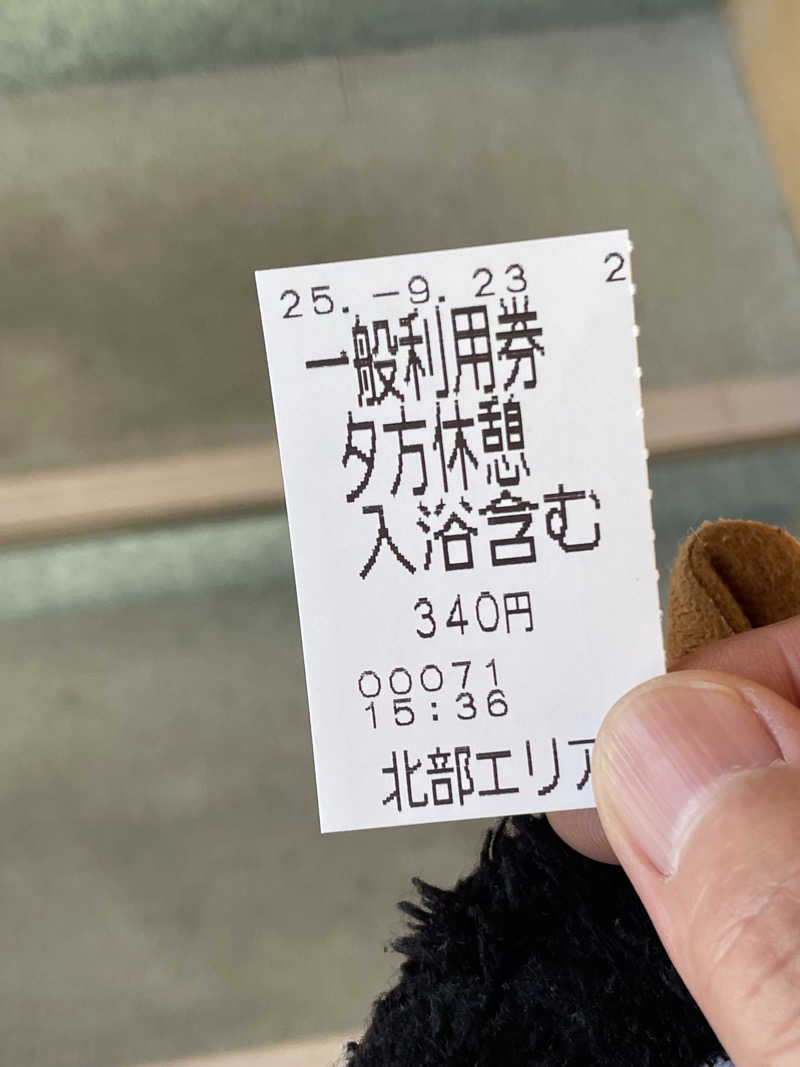 25.-9.23 2
一般利用券
夕方休憩
入浴含む
340円
00071
15:36
北部エリア